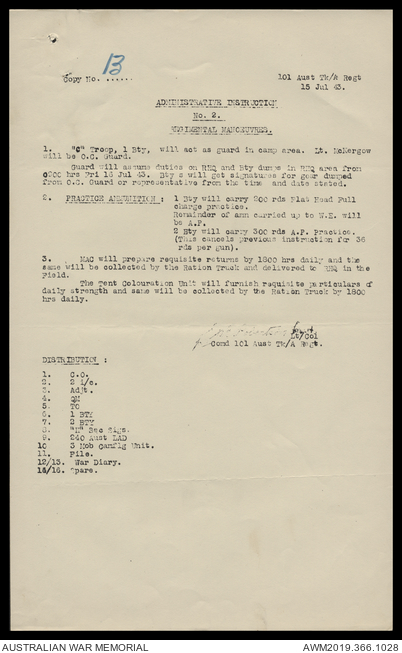 Copy No. 13
101 Aust Tk/A Regt
15 Jul 43.
ADMINISTRATIVE INSTRUCTION
No. 2.
REGIMENTAL MANOEUVRES.
1. "C" Troop, 1 Bty, will act as guard in camp area. Lt. McKergow
will be O.C. Guard.
Guard will assume duties on RHQ and Bty dumps in RHQ area from
0900 hrs Fri 16 Jul 43. Bty s will get signatures for gear dumped
from O.C. Guard or representative from the time and date stated.
2. PRACTICE AMMUNITION : 1 Bty will carry 200 rds Flat Head Full
charge practice.
Remainder of amn carried up to W.E. will
be A.P.
2 Bty will carry 300 rds A.P. Practice.
(This cancels previous instruction for 36
rds per gun).
3. MAC will prepare requisite returns by 1800 hrs daily and the
same will be collected by the Ration Truck and delivered to RHQ in the
Field.
The Tent Colouration Unit will furnish requisite particulars of
daily strength and same will be collected by the Ration Truck by 1800
hrs daily.
Lt/Col
Comd 101 Aust Tk/A Regt.
DISTRIBUTION :
1. C.O.
2. 2 i/c.
3. Adjt.
4. QM
5. TO
6. 1 BTY
7. 2 BTY
8. "H" Sec Sigs.
9. 240 Aust LAD
10 3 Mob Camflg Unit.
11. File.
12/13. War Diary.
14/16. Spare.
AUSTRALIAN WAR MEMORIAL
AWM2019.366.1028